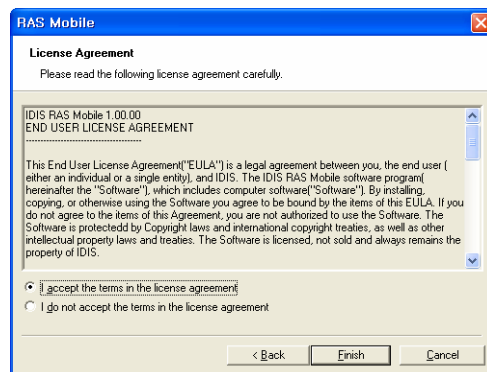 RAS Mobile
License Agreement
Please read the following license agreement carefully.
IDIS RAS Mobile 1.00.00
END USER LICENSE AGREEMENT
----------------------------------------
This End User License Agreement("EULA") is a legal agreement between you, the end user (
either an individual or a single entity), and IDIS. The IDIS RAS Mobile software program(
hereinafter the "Software"), which includes computer software("Software"). By installing,
copying, or otherwise using the Software you agree to be bound by the items of this EULA. If you
do not agree to the items of this Agreement, you are not authorized to use the Software. The
Software is protectedd by Copyright laws and international copyright treaties, as well as other
intellectual property laws and treaties. The Software is licensed, not sold and always remains the
property of IDIS.
I accept the terms in the license agreement
I do not accept the terms in the license agreement
< Back Finish Cancel